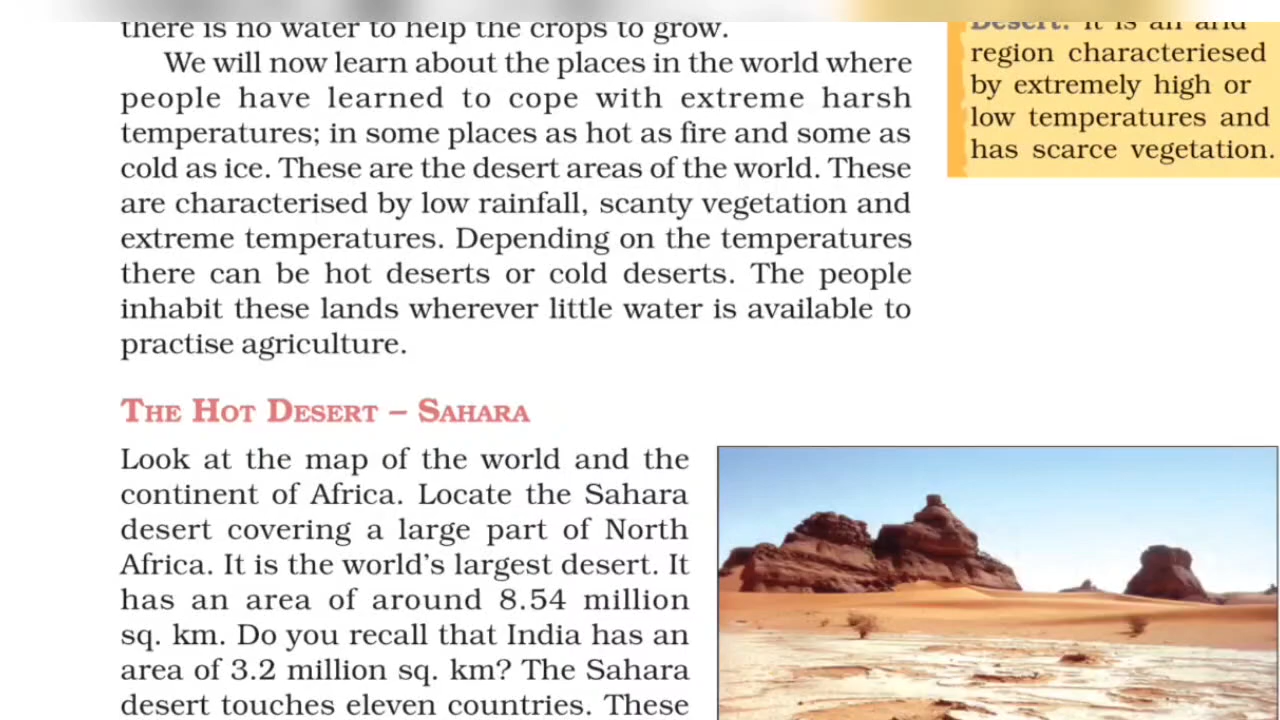 there is no water to help the crops to grow.
We will now learn about the places in the world where
people have learned to cope with extreme harsh
temperatures; in some places as hot as fire and some as
cold as ice. These are the desert areas of the world. These
are characterised by low rainfall, scanty vegetation and
extreme temperatures. Depending on the temperatures
there can be hot deserts or cold deserts. The people
inhabit these lands wherever little water is available to
practise agriculture.
Desert: It is an arid
region characteriesed
by extremely high or
low temperatures and
has scarce vegetation.
THE HOT DESERT – SAHARA
Look at the map of the world and the
continent of Africa. Locate the Sahara
desert covering a large part of North
Africa. It is the world's largest desert. It
has an area of around 8.54 million
sq. km. Do you recall that India has an
area of 3.2 million sq. km? The Sahara
desert touches eleven countries. These